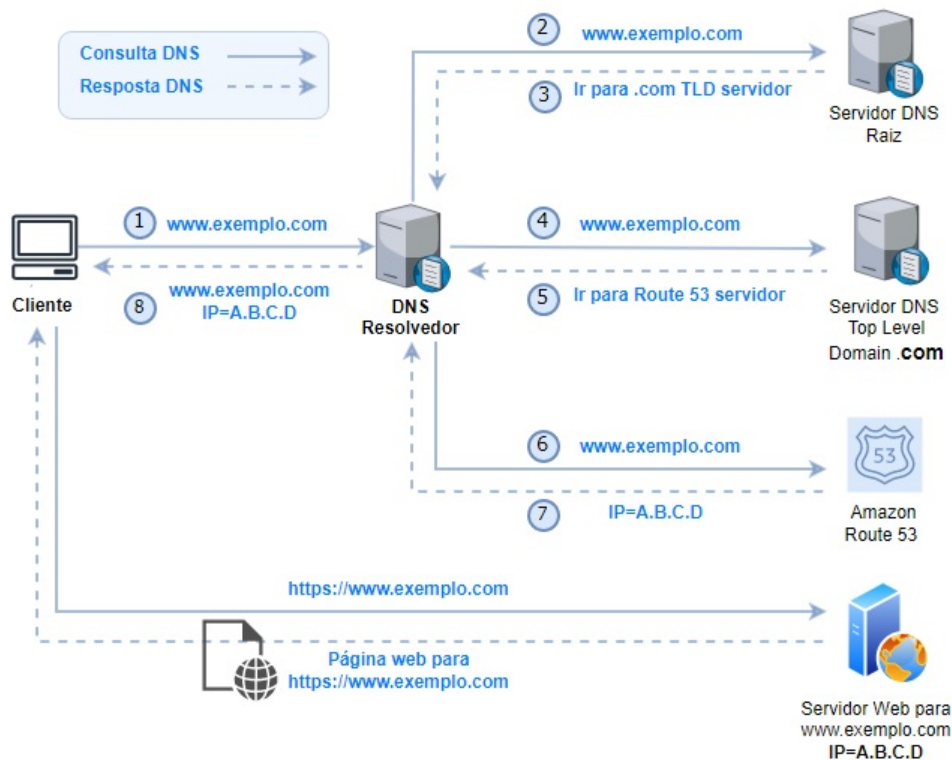 Consulta DNS
Resposta DNS
2
www.exemplo.com
3
Ir para .com TLD servidor
Servidor DNS
Raiz
1
www.exemplo.com
4
www.exemplo.com
8
www.exemplo.com
IP=A.B.C.D
5
Ir para Route 53 servidor
Cliente
DNS
Resolvedor
Servidor DNS
Top Level
Domain .com
6
www.exemplo.com
53
7
IP=A.B.C.D
Amazon
Route 53
https://www.exemplo.com
Página web para
https://www.exemplo.com
Servidor Web para
www.exemplo.com
IP=A.B.C.D